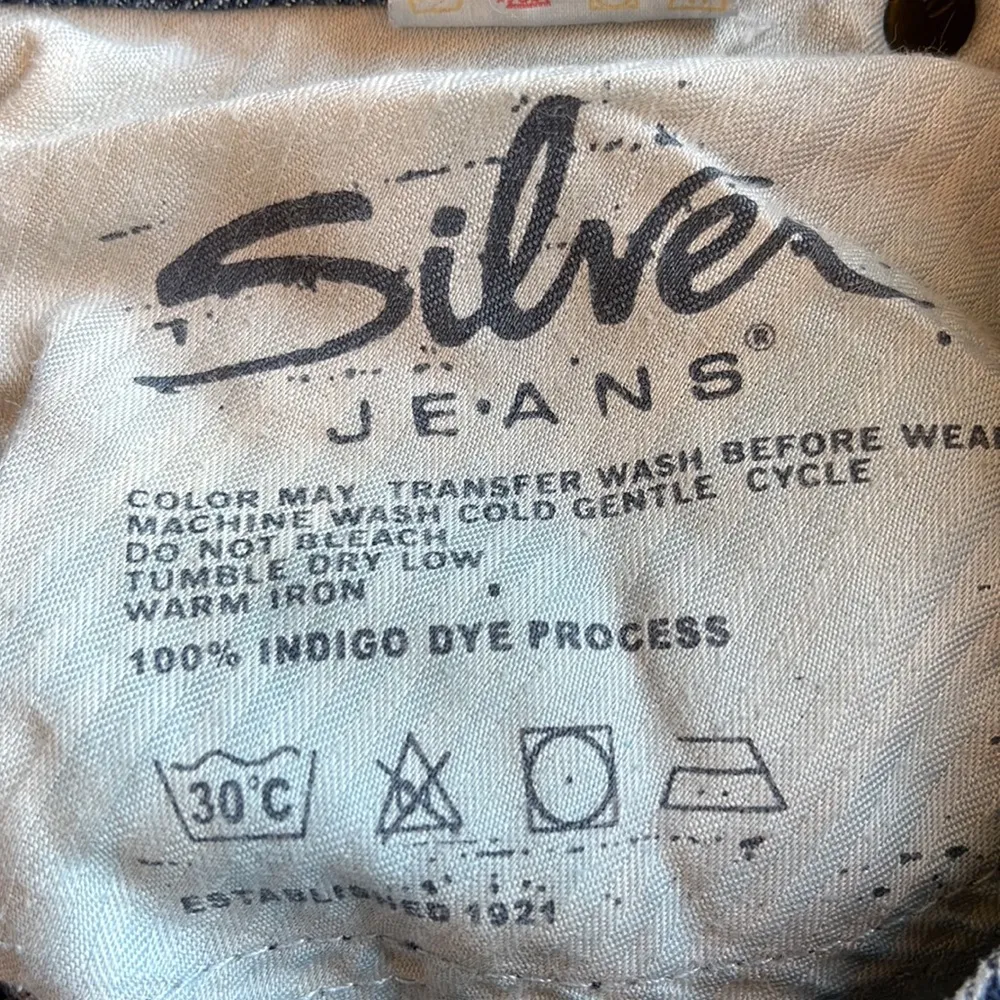 Silver
JEANS®
COLOR MAY TRANSFER WASH BEFORE WEA
MACHINE WASH COLD GENTLE CYCLE
DO NOT BLEACH
TUMBLE DRY LOW
WARM IRON
100% INDIGO DYE PROCESS
30°C
ESTABLISHED 1921